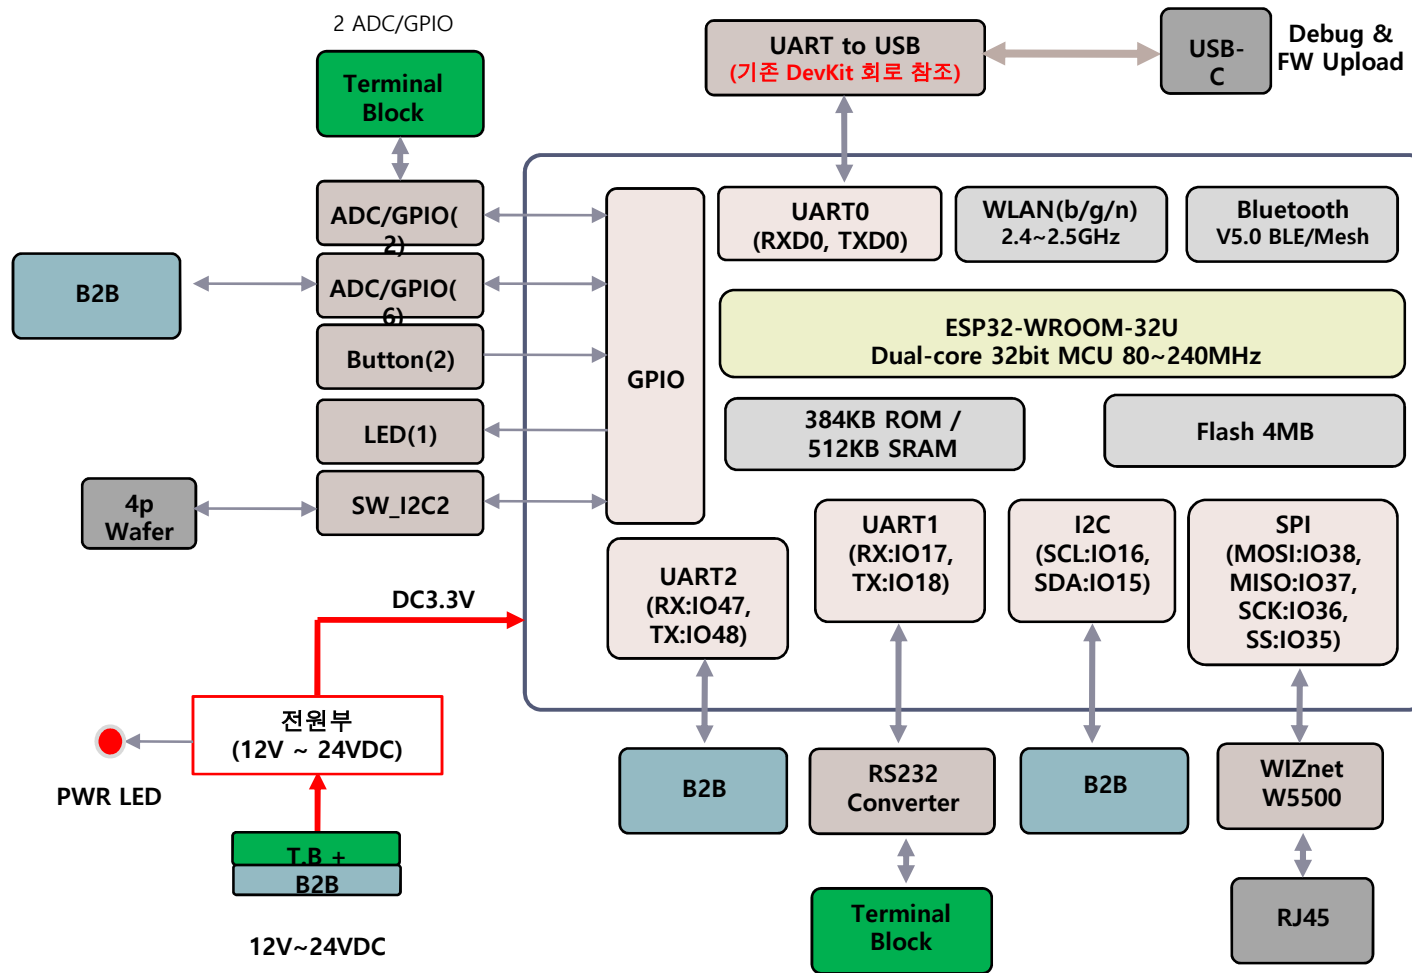 2 ADC/GPIO
Terminal
Block
UART to USB
(기존 DevKit 회로 참조)
USB-
C
Debug &
FW Upload
ADC/GPIO(
2)
ADC/GPIO(
6)
Button(2)
LED(1)
SW_I2C2
B2B
4p
Wafer
GPIO
UART0
(RXD0, TXD0)
WLAN(b/g/n)
2.4~2.5GHz
Bluetooth
V5.0 BLE/Mesh
ESP32-WROOM-32U
Dual-core 32bit MCU 80~240MHz
384KB ROM /
512KB SRAM
Flash 4MB
UART2
(RX:IO47,
TX:IO48)
UART1
(RX:IO17,
TX:IO18)
I2C
(SCL:IO16,
SDA:IO15)
SPI
(MOSI:IO38,
MISO:IO37,
SCK:IO36,
SS:IO35)
DC3.3V
전원부
(12V ~ 24VDC)
PWR LED
T.B +
B2B
12V~24VDC
B2B
RS232
Converter
B2B
WIZnet
W5500
Terminal
Block
RJ45